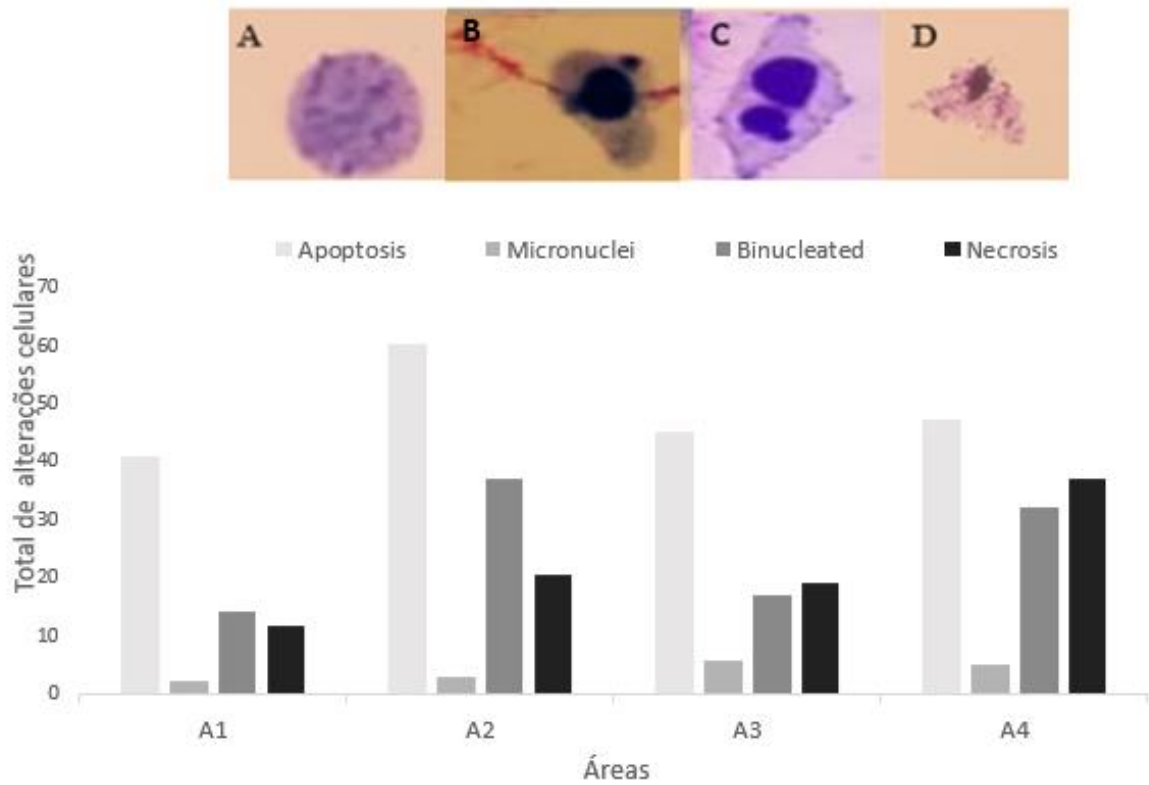 A B C D
Apoptosis Micronuclei Binucleated Necrosis
Total de alterações celulares
70
60
50
40
30
20
10
0
A1 A2 A3 A4
Áreas